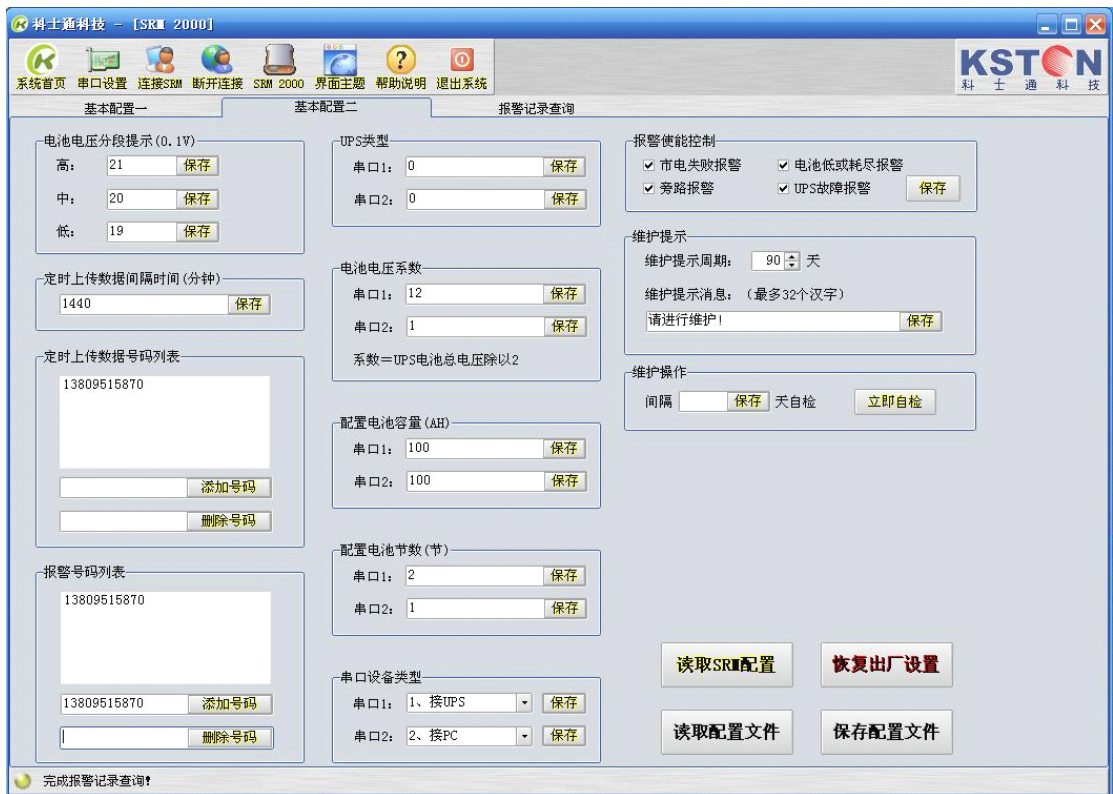 科士通科技 - [SRM 2000]
系统首页 串口设置 连接SRM 断开连接 SRM 2000 界面主题 帮助说明 退出系统
KSTON
科士通科技
基本配置一 基本配置二 报警记录查询
电池电压分段提示(0.1V)
高： 21 保存
中： 20 保存
低： 19 保存
定时上传数据间隔时间(分钟)
1440 保存
定时上传数据号码列表
13809515870
添加号码
删除号码
报警号码列表
13809515870
13809515870 添加号码
删除号码
UPS类型
串口1： 0 保存
串口2： 0 保存
电池电压系数
串口1： 12 保存
串口2： 1 保存
系数＝UPS电池总电压除以2
配置电池容量(AH)
串口1： 100 保存
串口2： 100 保存
配置电池节数(节)
串口1： 2 保存
串口2： 1 保存
串口设备类型
串口1： 1、接UPS 保存
串口2： 2、接PC 保存
报警使能控制
市电失败报警 电池低或耗尽报警
旁路报警 UPS故障报警 保存
维护提示
维护提示周期： 90 天
维护提示消息：（最多32个汉字）
请进行维护! 保存
维护操作
间隔 保存 天自检 立即自检
读取SRM配置 恢复出厂设置
读取配置文件 保存配置文件
完成报警记录查询!